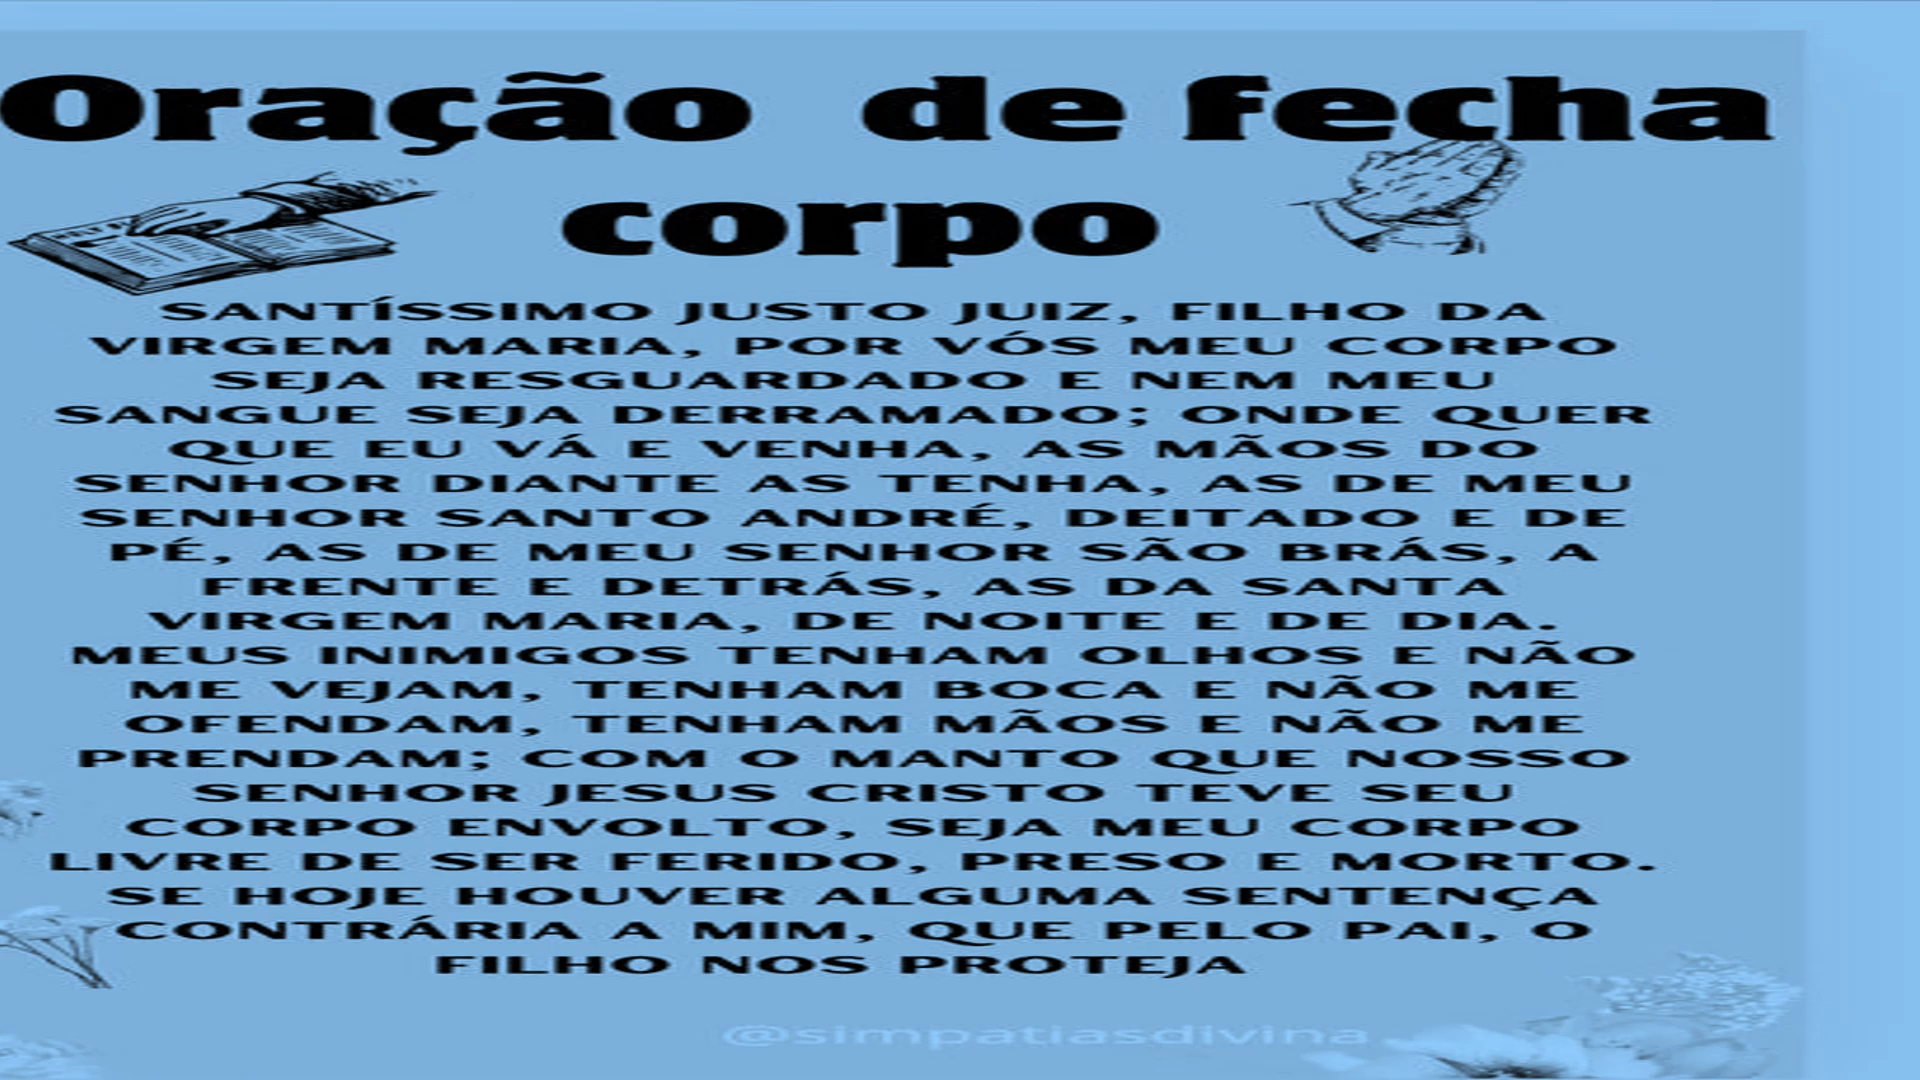 Oração de fecha
corpo
SANTÍSSIMO JUSTO JUIZ, FILHO DA
VIRGEM MARIA, POR VÓS MEU CORPO
SEJA RESGUARDADO E NEM MEU
SANGUE SEJA DERRAMADO; ONDE QUER
QUE EU VÁ E VENHA, AS MÃOS DO
SENHOR DIANTE AS TENHA, AS DE MEU
SENHOR SANTO ANDRÉ, DEITADO E DE
PÉ, AS DE MEU SENHOR SÃO BRÁS, A
FRENTE E DETRÁS, AS DA SANTA
VIRGEM MARIA, DE NOITE E DE DIA.
MEUS INIMIGOS TENHAM OLHOS E NÃO
ME VEJAM, TENHAM BOCA E NÃO ME
OFENDAM, TENHAM MÃOS E NÃO ME
PRENDAM; COM O MANTO QUE NOSSO
SENHOR JESUS CRISTO TEVE SEU
CORPO ENVOLTO, SEJA MEU CORPO
LIVRE DE SER FERIDO, PRESO E MORTO.
SE HOJE HOUVER ALGUMA SENTENÇA
CONTRÁRIA A MIM, QUE PELO PAI, O
FILHO NOS PROTEJA
@simpatiasdivina